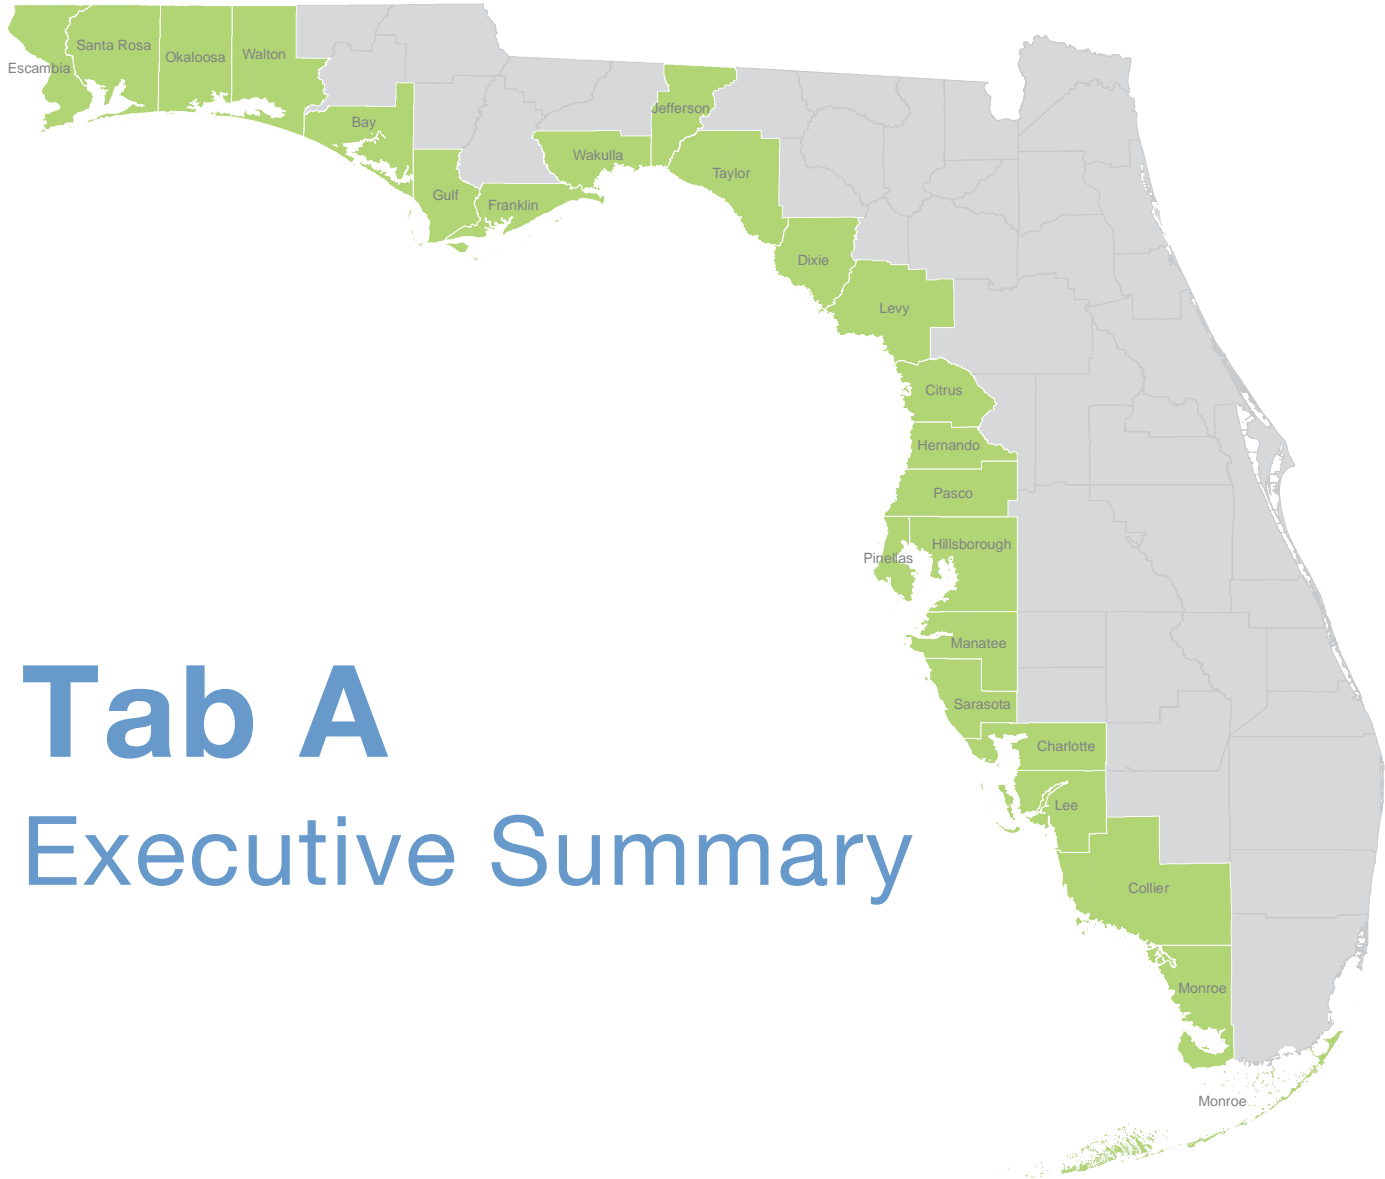 Santa Rosa
Okaloosa
Walton
Escambia
Jefferson
Bay
Wakulla
Taylor
Gulf
Franklin
Dixie
Levy
Citrus
Hernando
Pasco
Hillsborough
Pinellas
Manatee
Sarasota
Charlotte
Lee
Collier
Monroe
Monroe
Tab A
Executive Summary